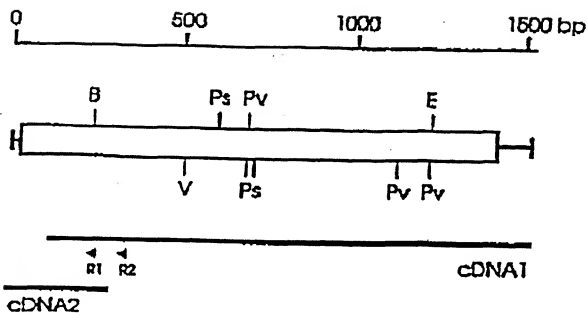 0 500 1000 1500 bp
B Ps Pv E
V Ps Pv Pv
R1 R2 cDNA1
cDNA2